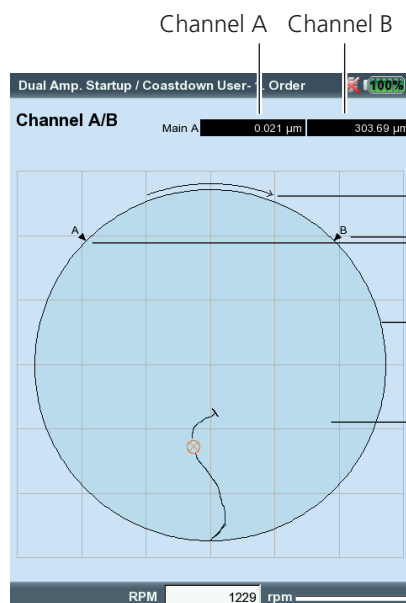 Channel A Channel B
Dual Amp. Startup / Coastdown User- 1. Order 100%
Channel A/B
Main A 0.021 µm 303.69 µm
A B
RPM 1229 rpm